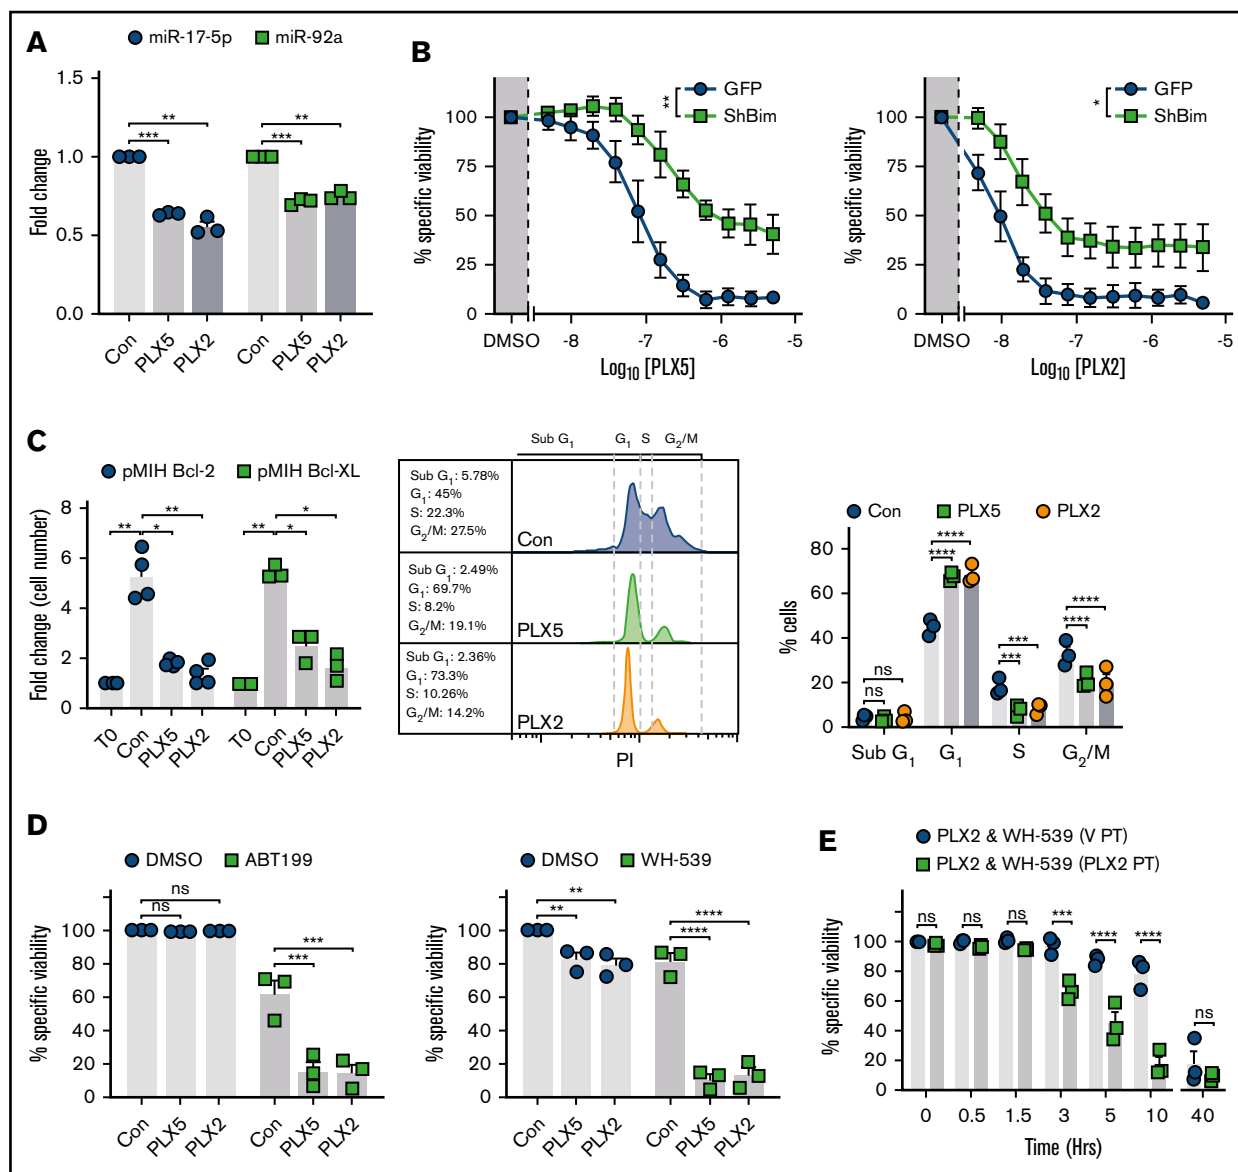 A
miR-17-5p miR-92a
Fold change
1.5
1.0
0.5
0.0
** **
*** ***
Con PLX5 PLX2 Con PLX5 PLX2
B
% specific viability
100
75
50
25
0
**
GFP
ShBim
DMSO -8 -7 -6 -5
Log10 [PLX5]
% specific viability
100
75
50
25
0
*
GFP
ShBim
DMSO -8 -7 -6 -5
Log10 [PLX2]
C
pMIH Bcl-2 pMIH Bcl-XL
Fold change (cell number)
8
6
4
2
0
** *
** * ** *
T0 Con PLX5 PLX2 T0 Con PLX5 PLX2
Sub G1 G1 S G2/M
Sub G1: 5.78%
G1: 45%
S: 22.3%
G2/M: 27.5%
Con
Sub G1: 2.49%
G1: 69.7%
S: 8.2%
G2/M: 19.1%
PLX5
Sub G1: 2.36%
G1: 73.3%
S: 10.26%
G2/M: 14.2%
PLX2
PI
Con PLX5 PLX2
% cells
80
60
40
20
0
ns
ns
****
****
***
***
****
****
Sub G1 G1 S G2/M
D
DMSO ABT199
% specific viability
100
80
60
40
20
0
ns
ns
***
***
Con PLX5 PLX2 Con PLX5 PLX2
DMSO WH-539
% specific viability
100
80
60
40
20
0
**
**
****
****
Con PLX5 PLX2 Con PLX5 PLX2
E
PLX2 & WH-539 (V PT)
PLX2 & WH-539 (PLX2 PT)
% specific viability
100
80
60
40
20
0
ns ns ns *** **** **** ns
0 0.5 1.5 3 5 10 40
Time (Hrs)